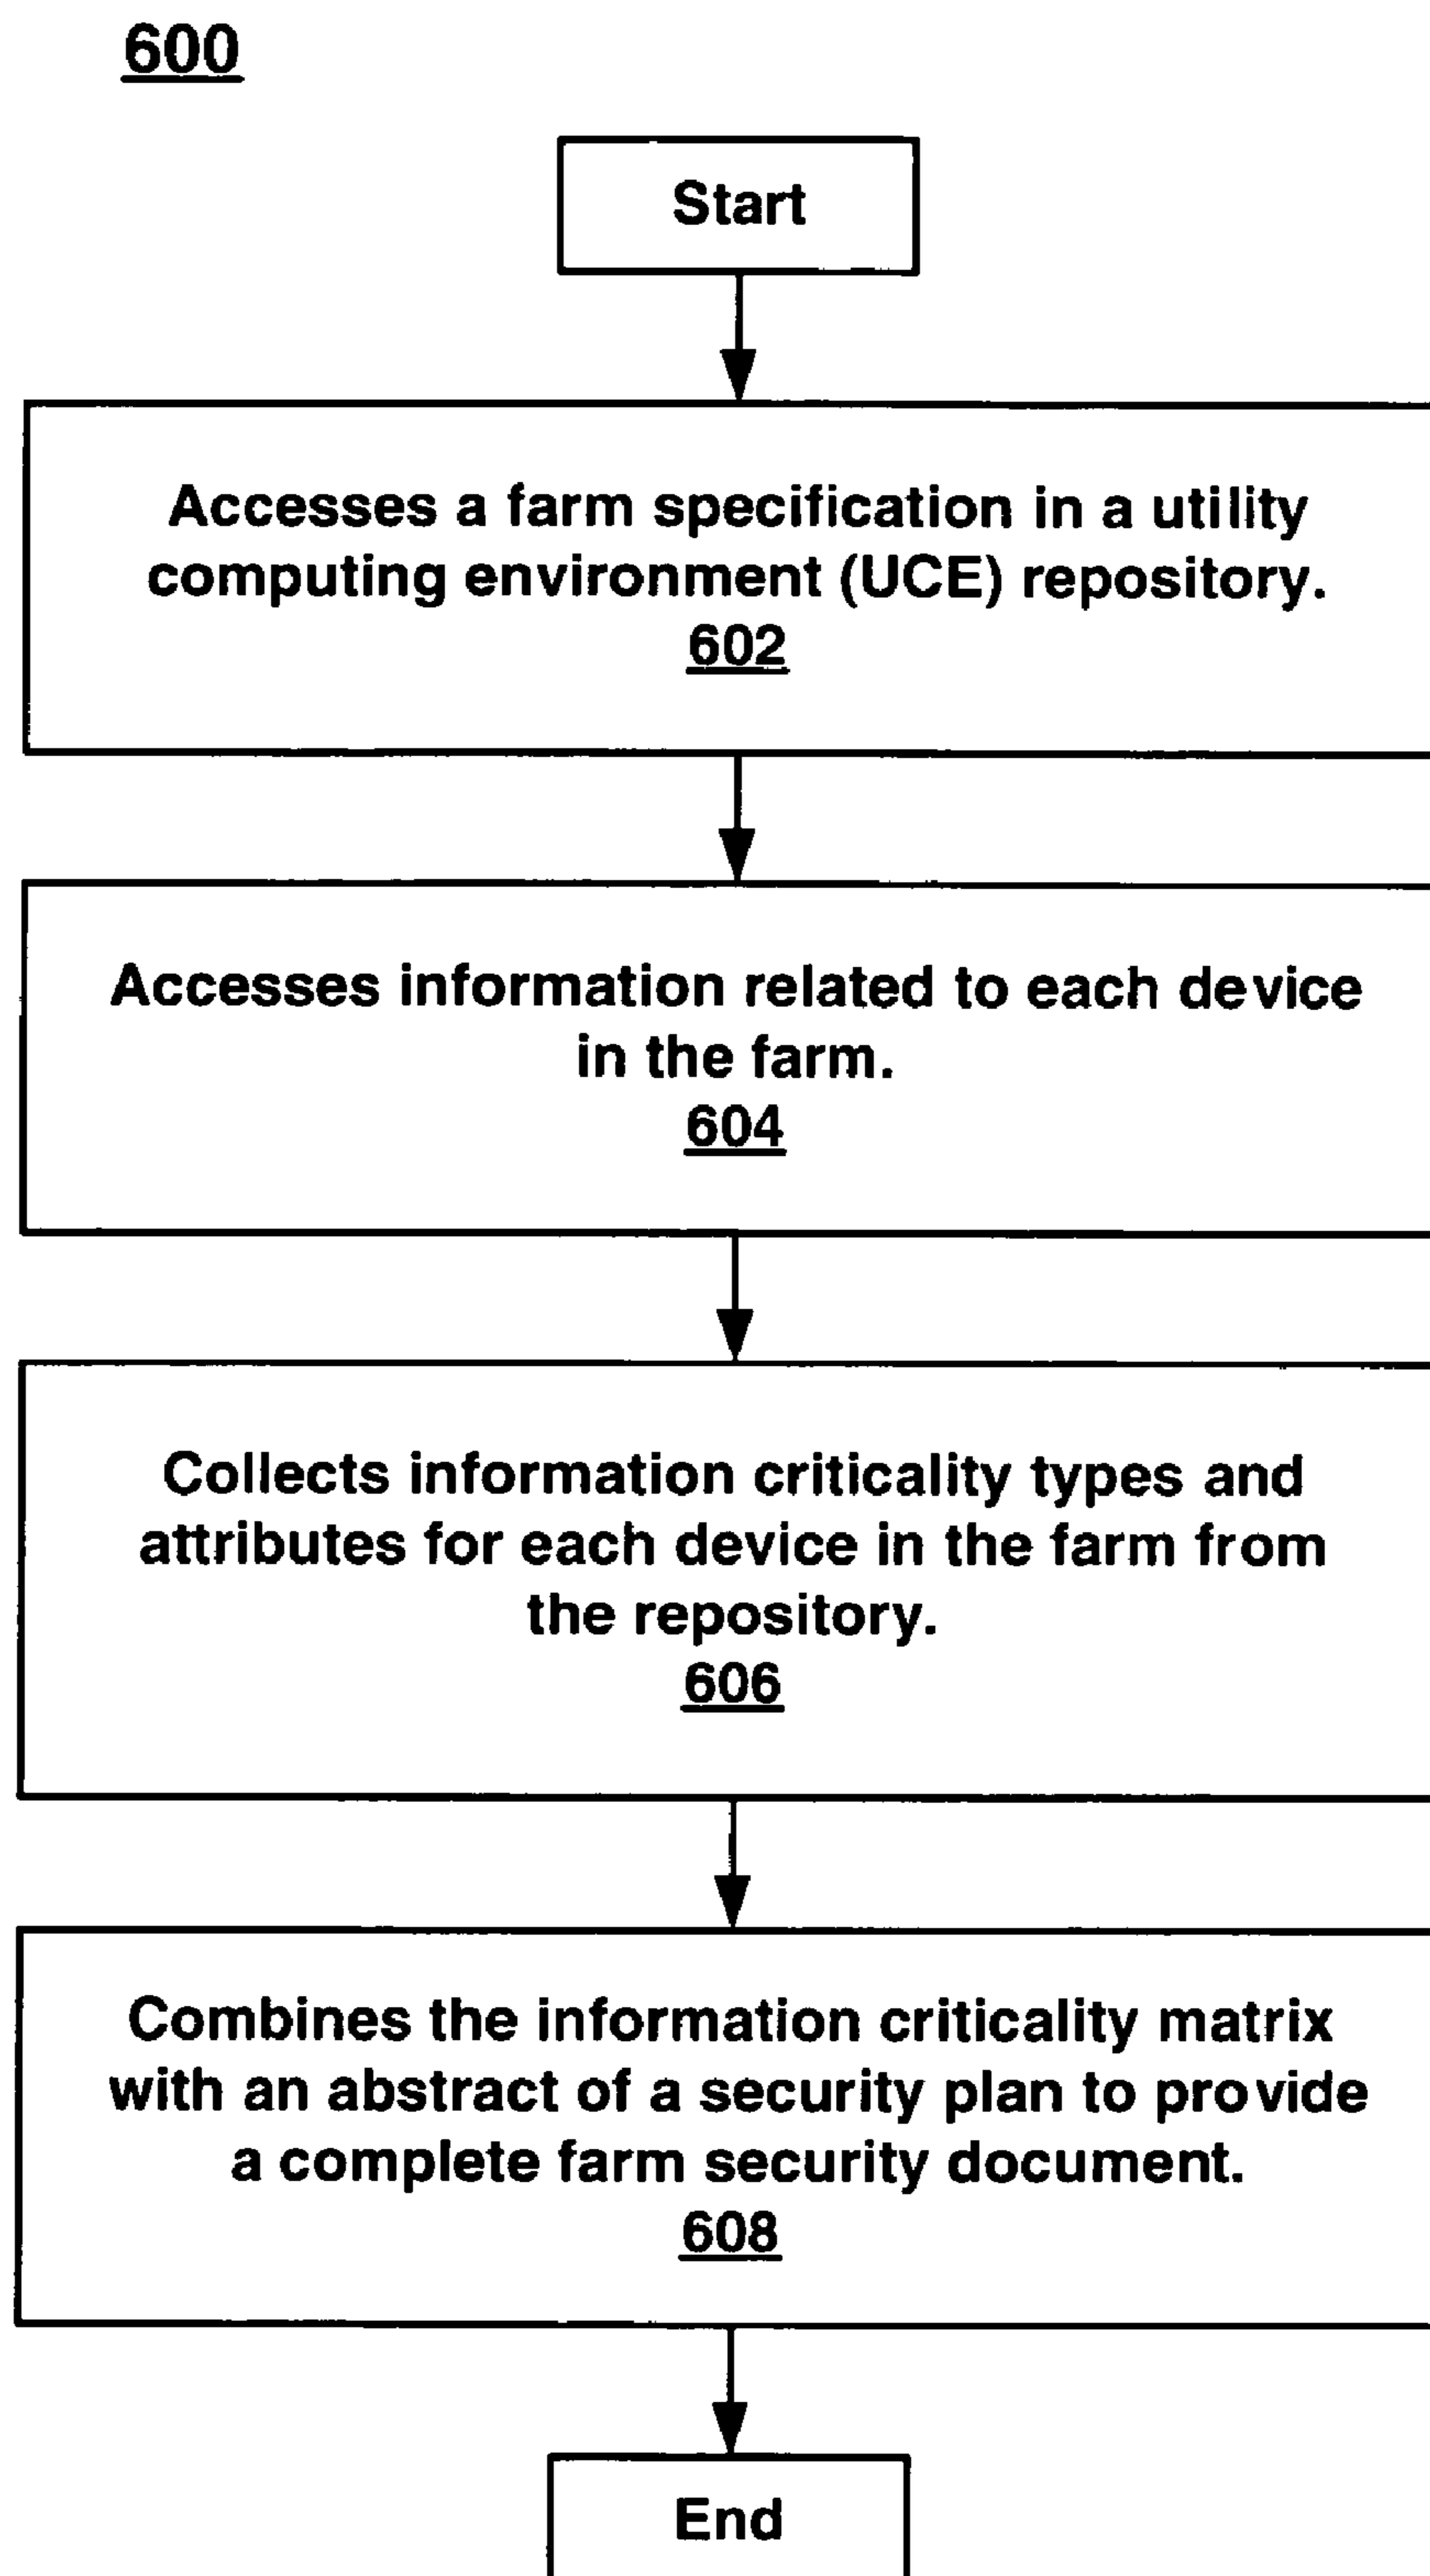 600
Start
Accesses a farm specification in a utility
computing environment (UCE) repository.
602
Accesses information related to each device
in the farm.
604
Collects information criticality types and
attributes for each device in the farm from
the repository.
606
Combines the information criticality matrix
with an abstract of a security plan to provide
a complete farm security document.
608
End